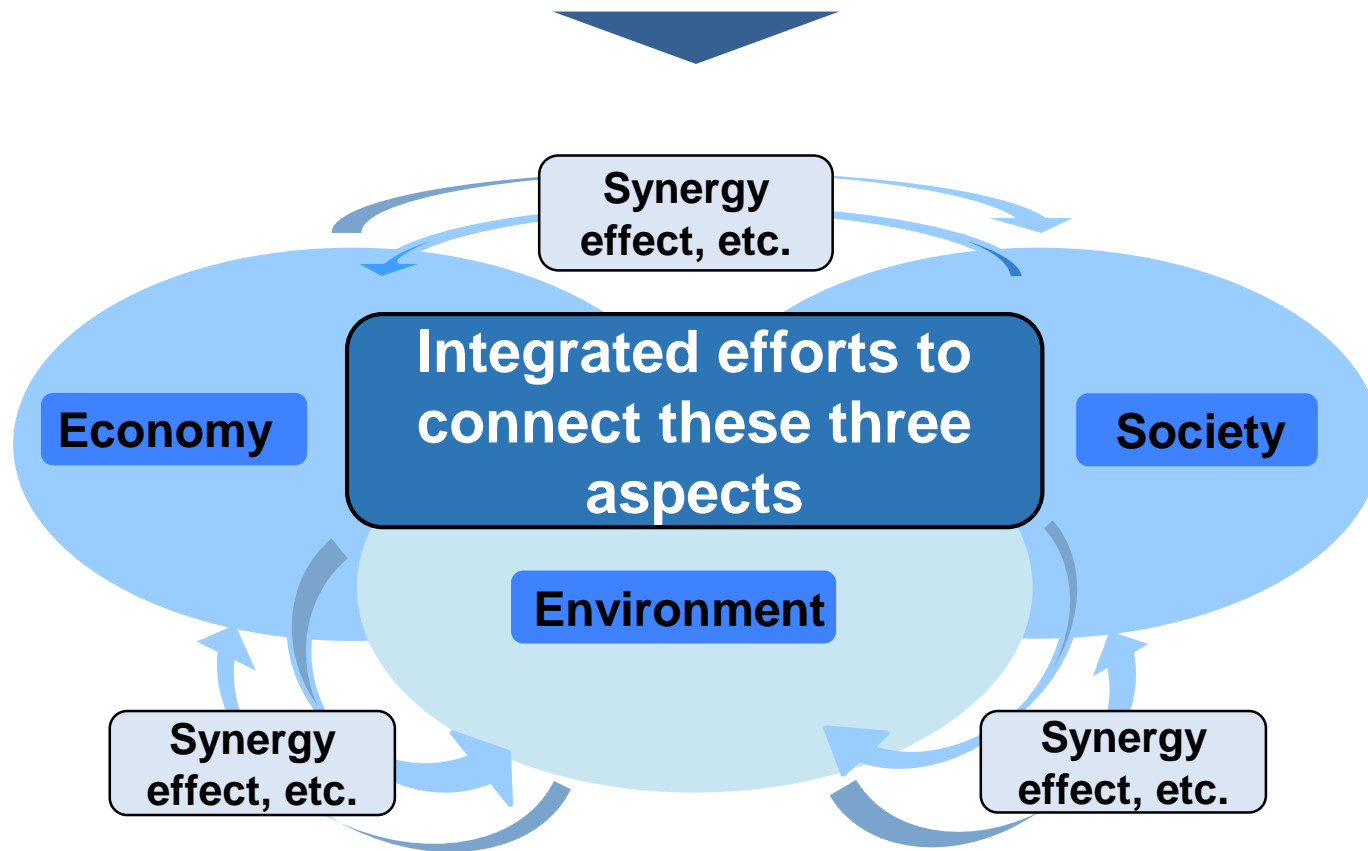 Synergy
effect, etc.
Integrated efforts to
connect these three
aspects
Economy
Society
Environment
Synergy
effect, etc.
Synergy
effect, etc.